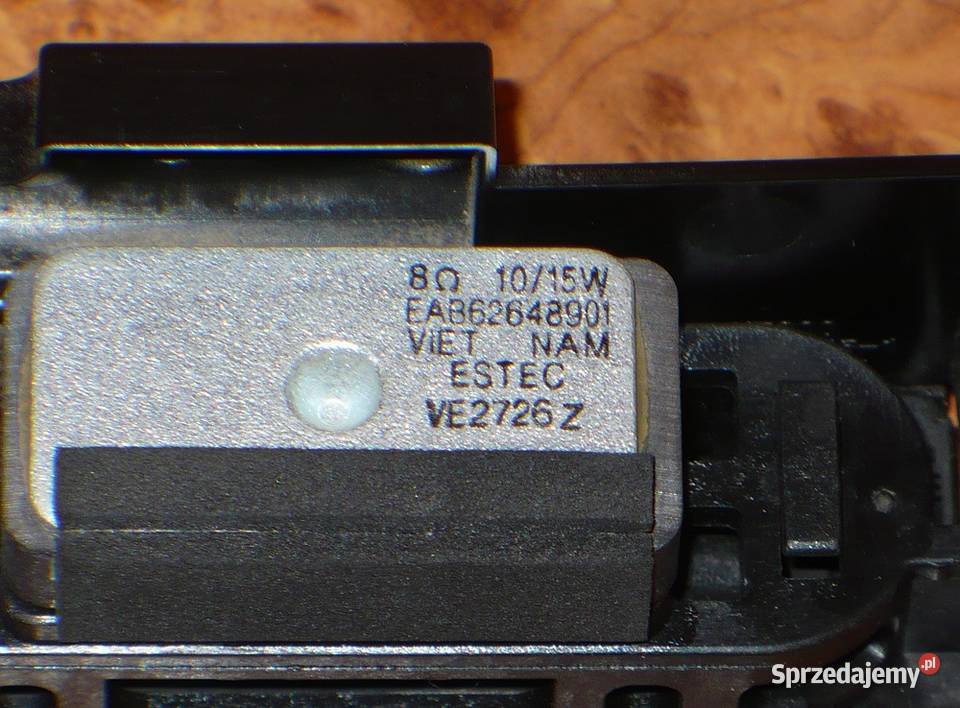 8Ω 10/15W
EAB62648901
VIET NAM
ESTEC
VE2726 Z
Sprzedajemy.pl